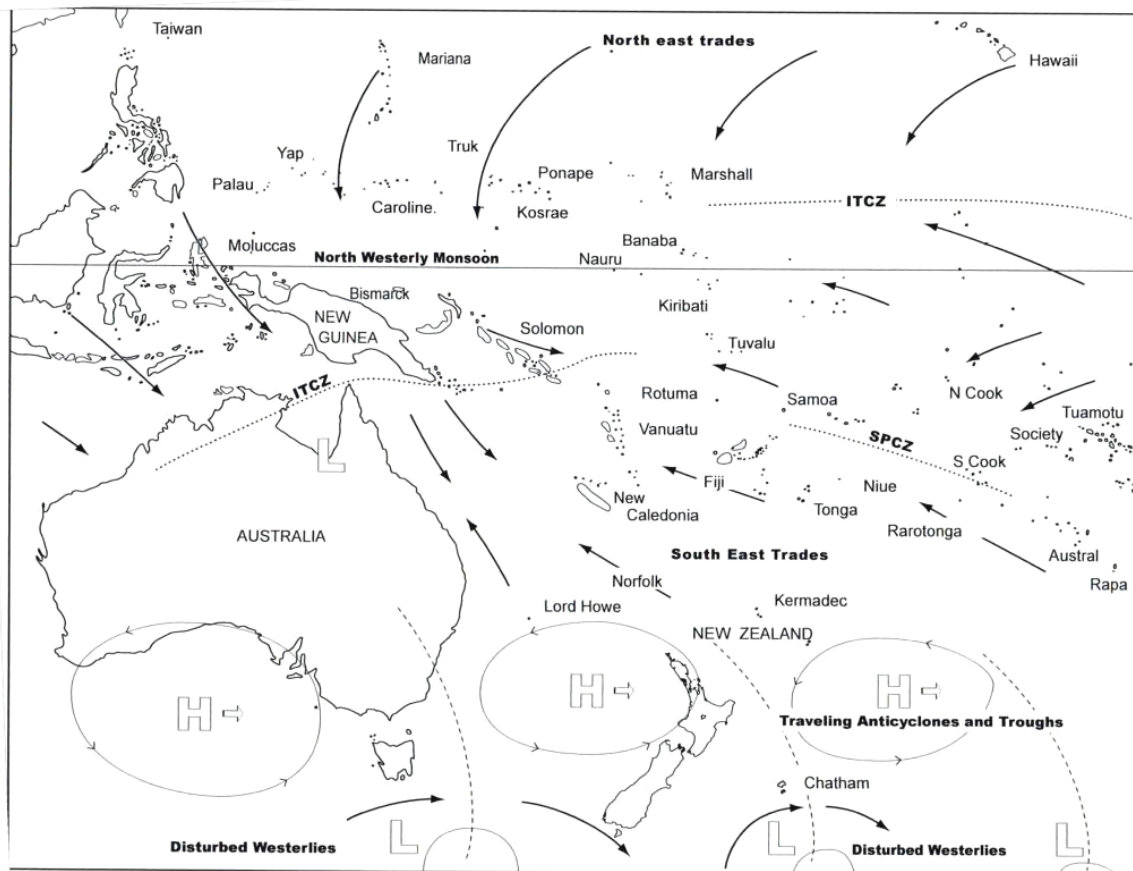 Taiwan
North east trades
Mariana
Hawaii
Yap
Truk
Ponape
Marshall
Palau
Caroline.
Kosrae
ITCZ
Moluccas
Banaba
North Westerly Monsoon
Nauru
Bismarck
Kiribati
NEW
GUINEA
Solomon
Tuvalu
ITCZ
Rotuma
Samoa
N Cook
Tuamotu
Vanuatu
SPCZ
Society
L
S Cook
Fiji
Niue
New
Caledonia
Tonga
Rarotonga
AUSTRALIA
South East Trades
Austral
Rapa
Norfolk
Lord Howe
Kermadec
NEW ZEALAND
H
H
H
Traveling Anticyclones and Troughs
Chatham
Disturbed Westerlies
L
L
Disturbed Westerlies
L